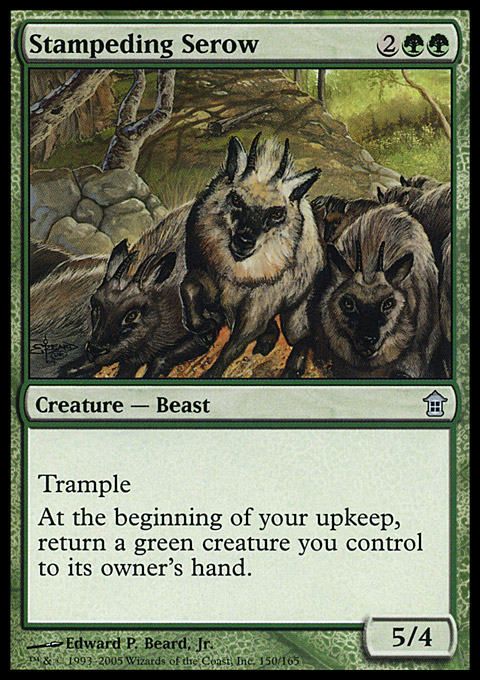 Stampeding Serow 2
Creature — Beast
Trample
At the beginning of your upkeep,
return a green creature you control
to its owner's hand.
5/4
Edward P. Beard, Jr.
™ & © 1993–2005 Wizards of the Coast, Inc. 150/165